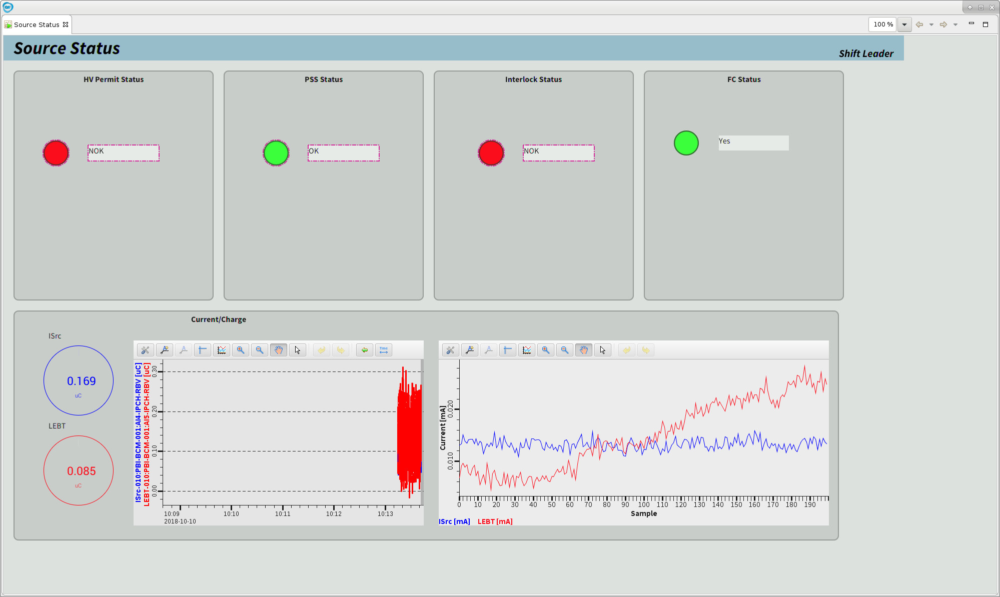 Source Status
100 %
Source Status
Shift Leader
HV Permit Status
NOK
PSS Status
OK
Interlock Status
NOK
FC Status
Yes
Current/Charge
ISrc
0.169
uC
LEBT
0.085
uC
Time
ISrc-010:PBI-BCM-001:AI4-IPCH-RBV [uC]
LEBT-010:PBI-BCM-001:AI5-IPCH-RBV [uC]
0.30
0.20
0.10
0.00
10:09 10:10 10:11 10:12 10:13
2018-10-10
Current [mA]
0.020
0.010
0 10 20 30 40 50 60 70 80 90 100 110 120 130 140 150 160 170 180 190
Sample
ISrc [mA] LEBT [mA]